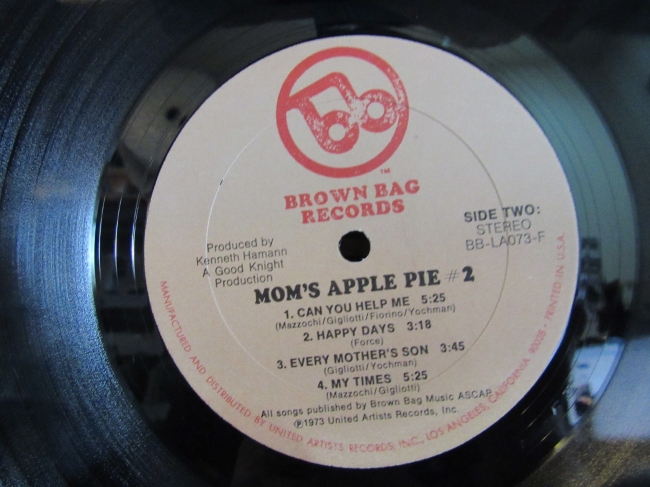 TM
BROWN BAG
RECORDS
Produced by
Kenneth Hamann
A Good Knight
Production
SIDE TWO:
STEREO
BB-LA073-F
MOM'S APPLE PIE #2
1. CAN YOU HELP ME 5:25
(Mazzochi/Gigliotti/Fiorino/Yochman)
2. HAPPY DAYS 3:18
(Force)
3. EVERY MOTHER'S SON 3:45
(Gigliotti/Yochman)
4. MY TIMES 5:25
(Mazzochi/Gigliotti)
All songs published by Brown Bag Music ASCAP
℗1973 United Artists Records, Inc.
MANUFACTURED AND DISTRIBUTED BY UNITED ARTISTS RECORDS, INC., LOS ANGELES, CALIFORNIA 90028 - PRINTED IN U.S.A.